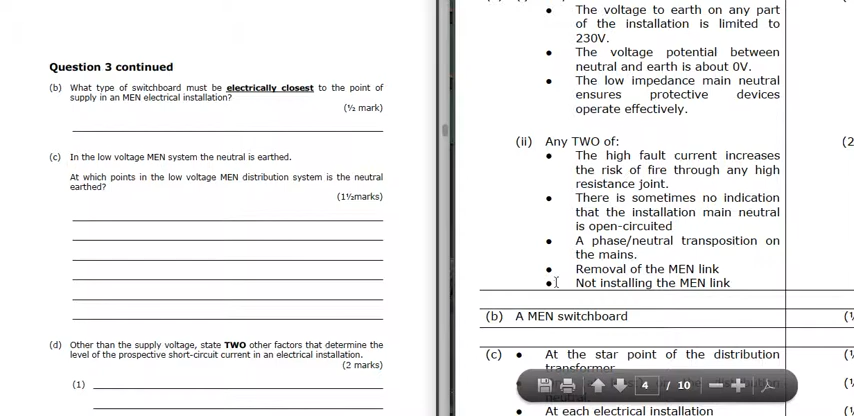 Question 3 continued
(b) What type of switchboard must be electrically closest to the point of
supply in an MEN electrical installation?
(½ mark)
(c) In the low voltage MEN system the neutral is earthed.
At which points in the low voltage MEN distribution system is the neutral
earthed?
(1½marks)
(d) Other than the supply voltage, state TWO other factors that determine the
level of the prospective short-circuit current in an electrical installation.
(2 marks)
(1)
• The voltage to earth on any part
of the installation is limited to
230V.
• The voltage potential between
neutral and earth is about 0V.
• The low impedance main neutral
ensures protective devices
operate effectively.
(ii) Any TWO of:
(2
• The high fault current increases
the risk of fire through any high
resistance joint.
• There is sometimes no indication
that the installation main neutral
is open-circuited
• A phase/neutral transposition on
the mains.
• Removal of the MEN link
• Not installing the MEN link
(b) A MEN switchboard
(c) • At the star point of the distribution
transformer
4 / 10
neutral.
• At each electrical installation